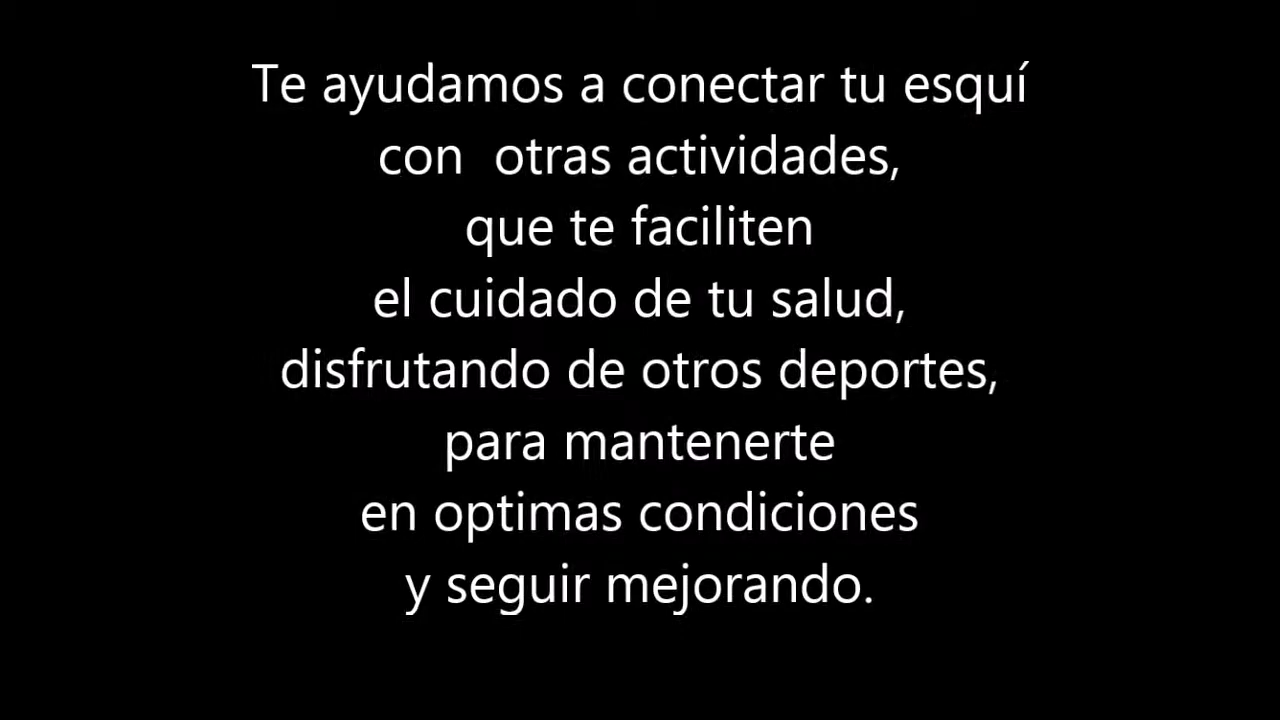 Te ayudamos a conectar tu esquí
con  otras actividades,
que te faciliten
el cuidado de tu salud,
disfrutando de otros deportes,
para mantenerte
en optimas condiciones
y seguir mejorando.